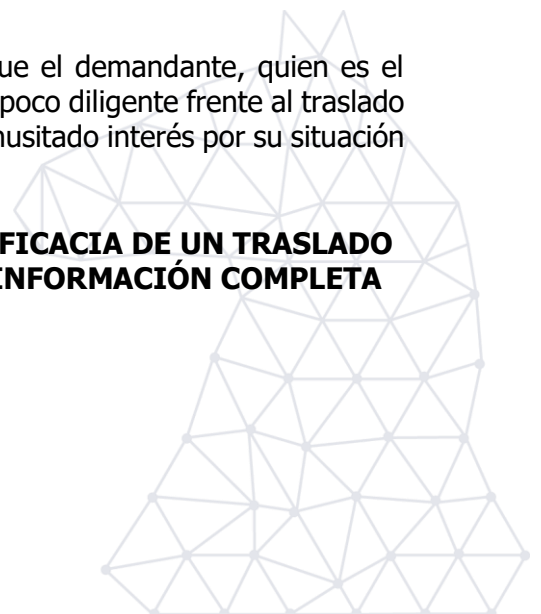 ue el demandante, quien es el
poco diligente frente al traslado
nusitado interés por su situación
FICACIA DE UN TRASLADO
INFORMACIÓN COMPLETA